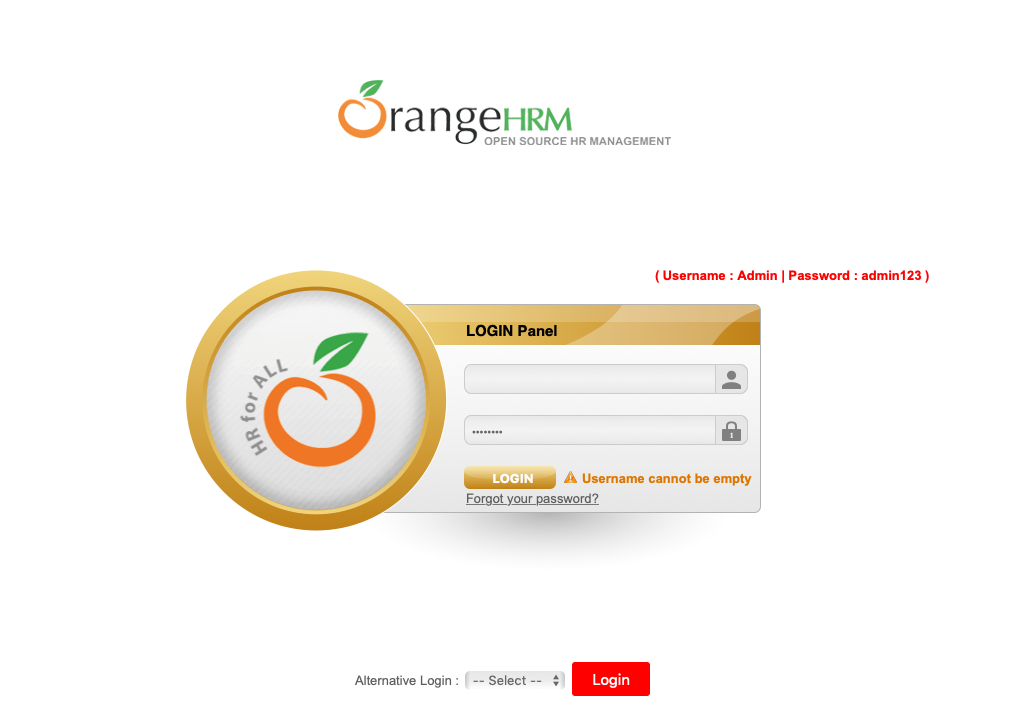 OrangeHRM
OPEN SOURCE HR MANAGEMENT
( Username : Admin | Password : admin123 )
LOGIN Panel
HR for ALL
••••••••
LOGIN
Username cannot be empty
Forgot your password?
Alternative Login :
-- Select --
Login